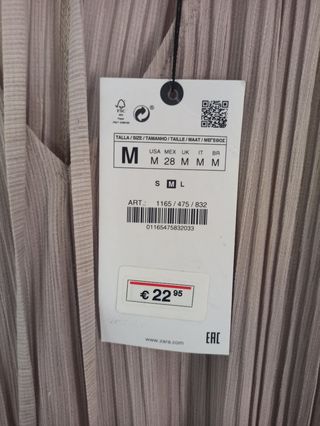 FSC
TALLA / SIZE / TAMANHO / TAILLE / MAAT / ΜΕΓΕΘΟΣ
M
USA MEX UK IT BR
M 28 M M M
S M L
ART.: 1165 / 475 / 832
01165475832033
€ 22 95
www.zara.com
EAC